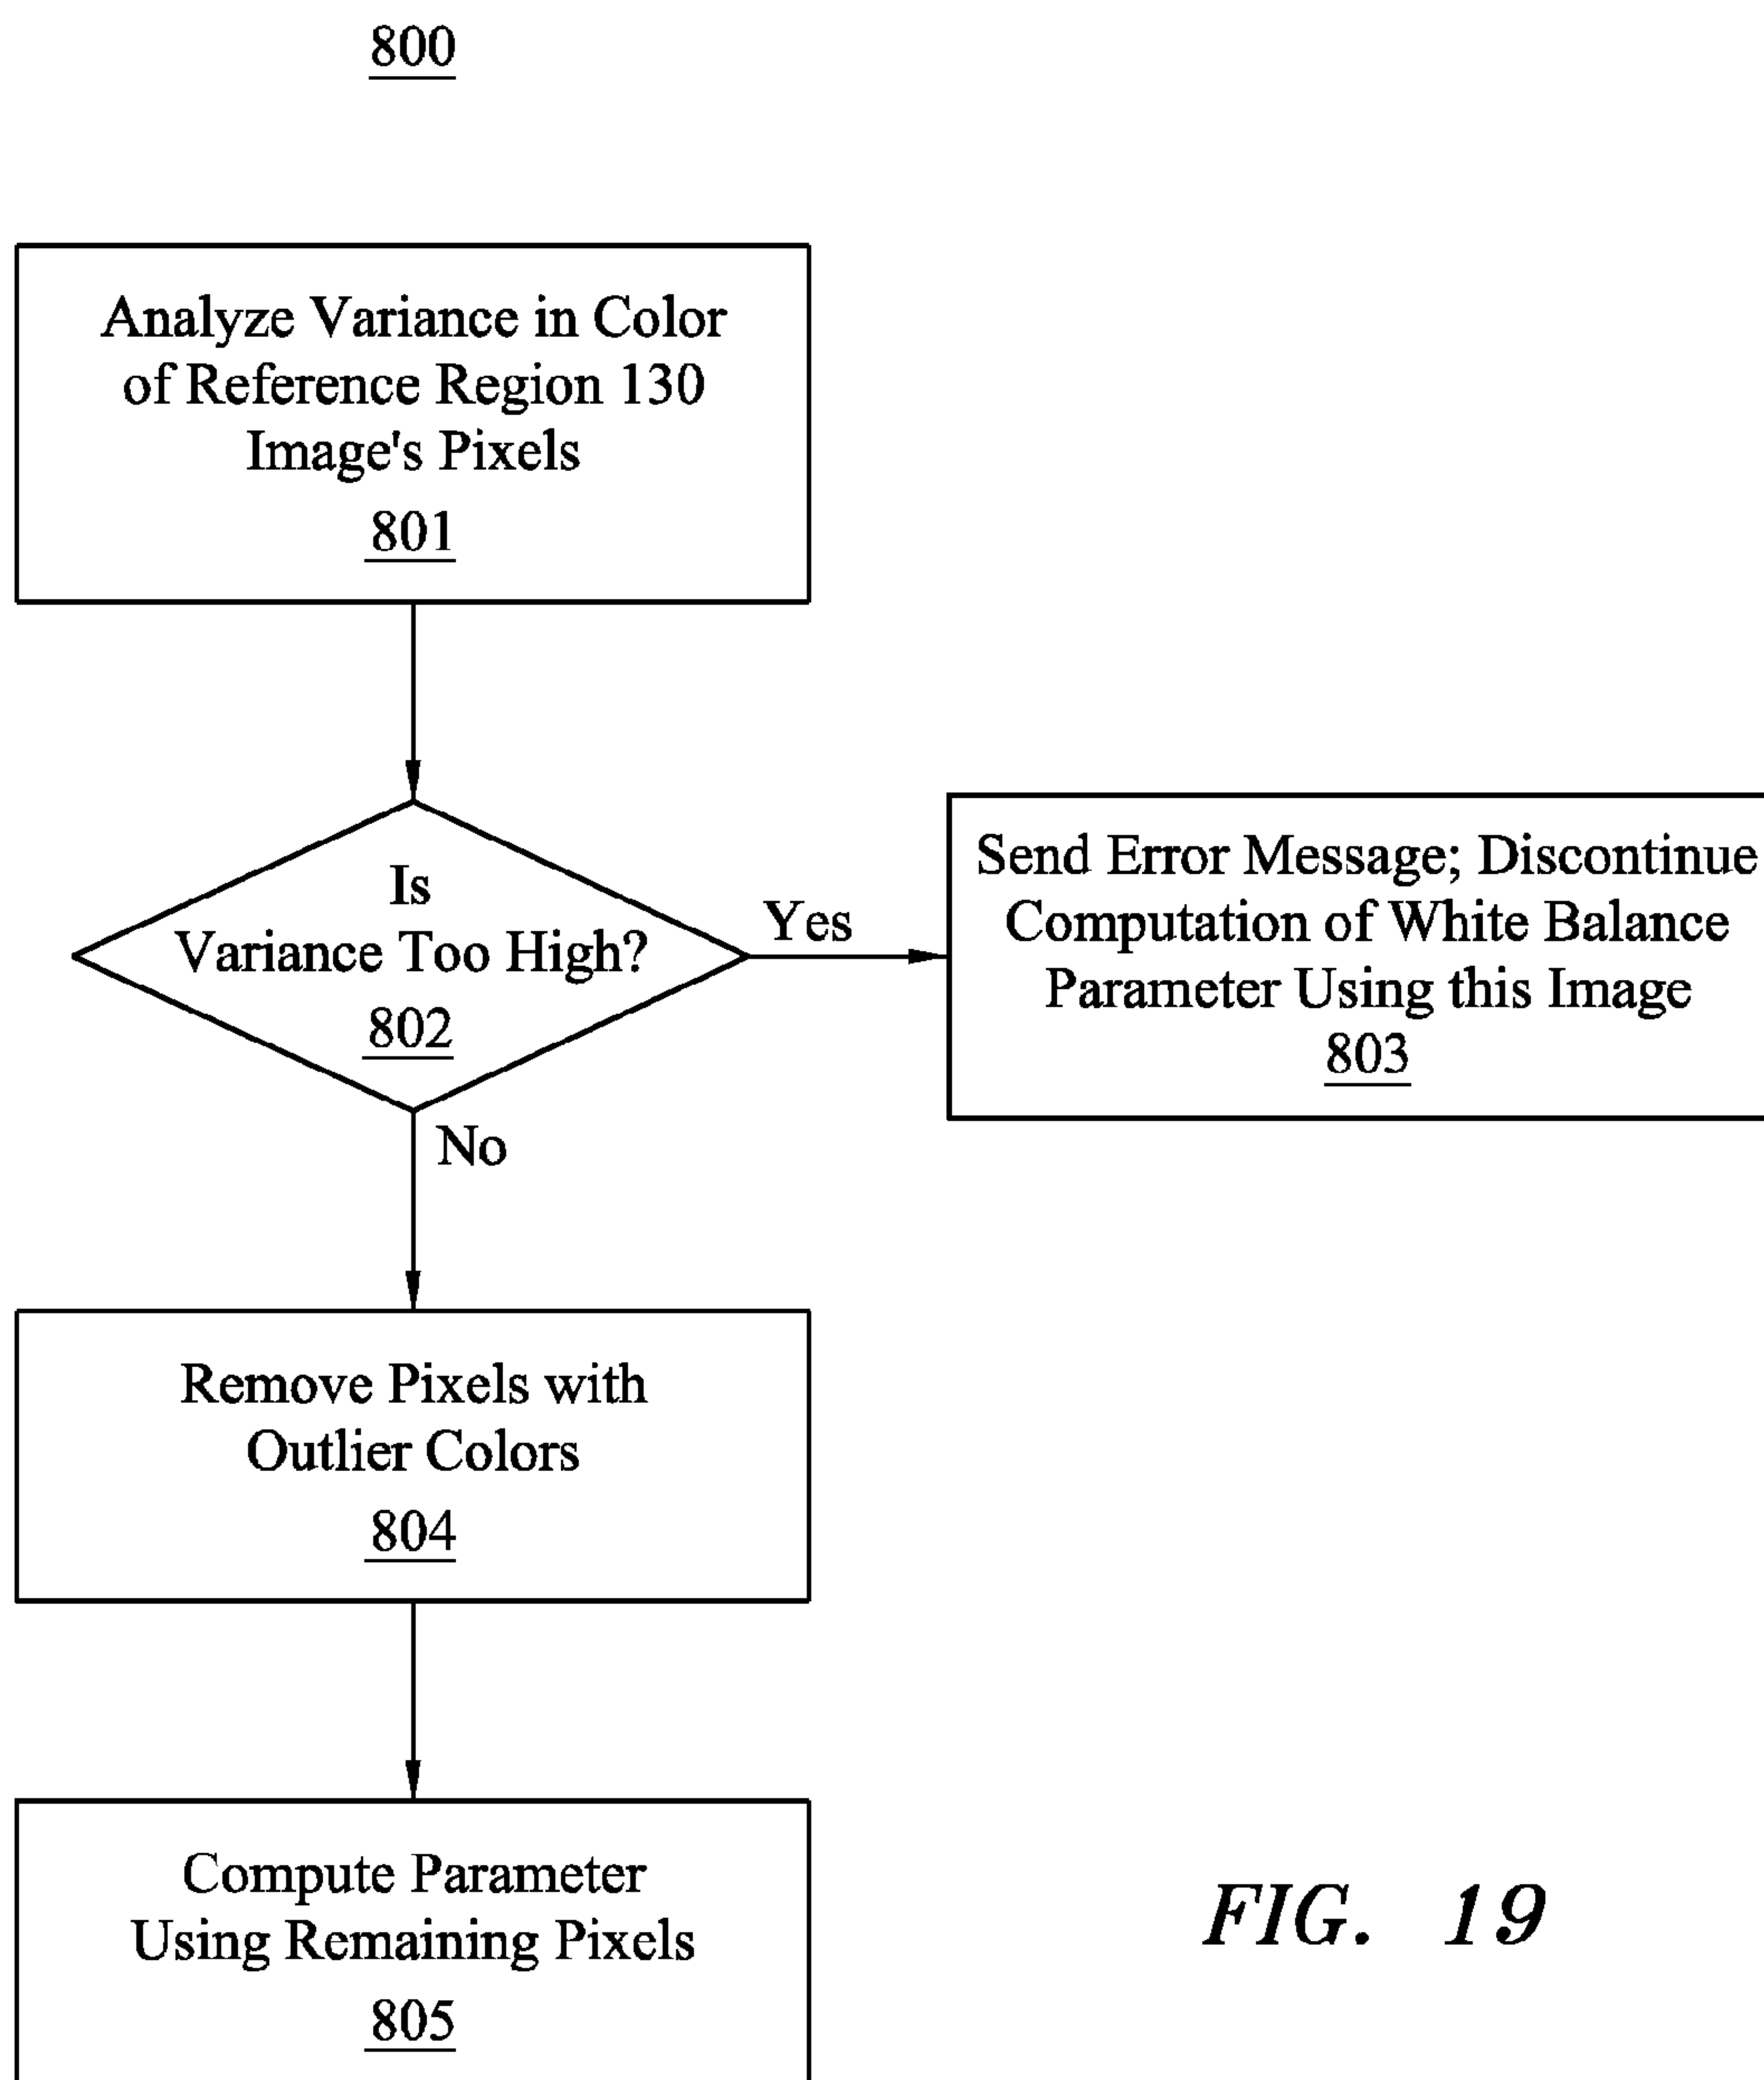 800
Analyze Variance in Color
of Reference Region 130
Image's Pixels
801
Is
Variance Too High?
802
Yes
Send Error Message; Discontinue
Computation of White Balance
Parameter Using this Image
803
No
Remove Pixels with
Outlier Colors
804
Compute Parameter
Using Remaining Pixels
805
FIG. 19